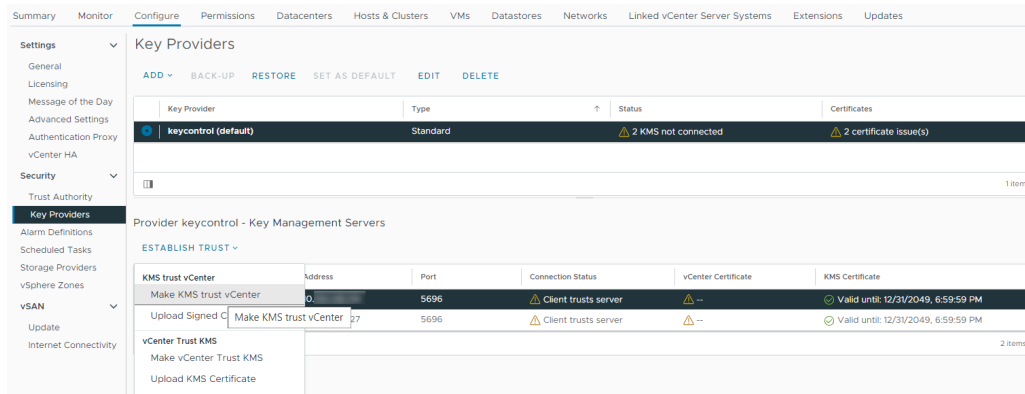 Summary Monitor Configure Permissions Datacenters Hosts & Clusters VMs Datastores Networks Linked vCenter Server Systems Extensions Updates
Settings
General
Licensing
Message of the Day
Advanced Settings
Authentication Proxy
vCenter HA
Security
Trust Authority
Key Providers
Alarm Definitions
Scheduled Tasks
Storage Providers
vSphere Zones
vSAN
Update
Internet Connectivity
Key Providers
ADD BACK-UP RESTORE SET AS DEFAULT EDIT DELETE
Key Provider Type Status Certificates
keycontrol (default) Standard 2 KMS not connected 2 certificate issue(s)
1 item
Provider keycontrol - Key Management Servers
ESTABLISH TRUST
KMS trust vCenter
Make KMS trust vCenter
Upload Signed C
Make KMS trust vCenter
vCenter Trust KMS
Make vCenter Trust KMS
Upload KMS Certificate
Address Port Connection Status vCenter Certificate KMS Certificate
5696 Client trusts server -- Valid until: 12/31/2049, 6:59:59 PM
27 5696 Client trusts server -- Valid until: 12/31/2049, 6:59:59 PM
2 items